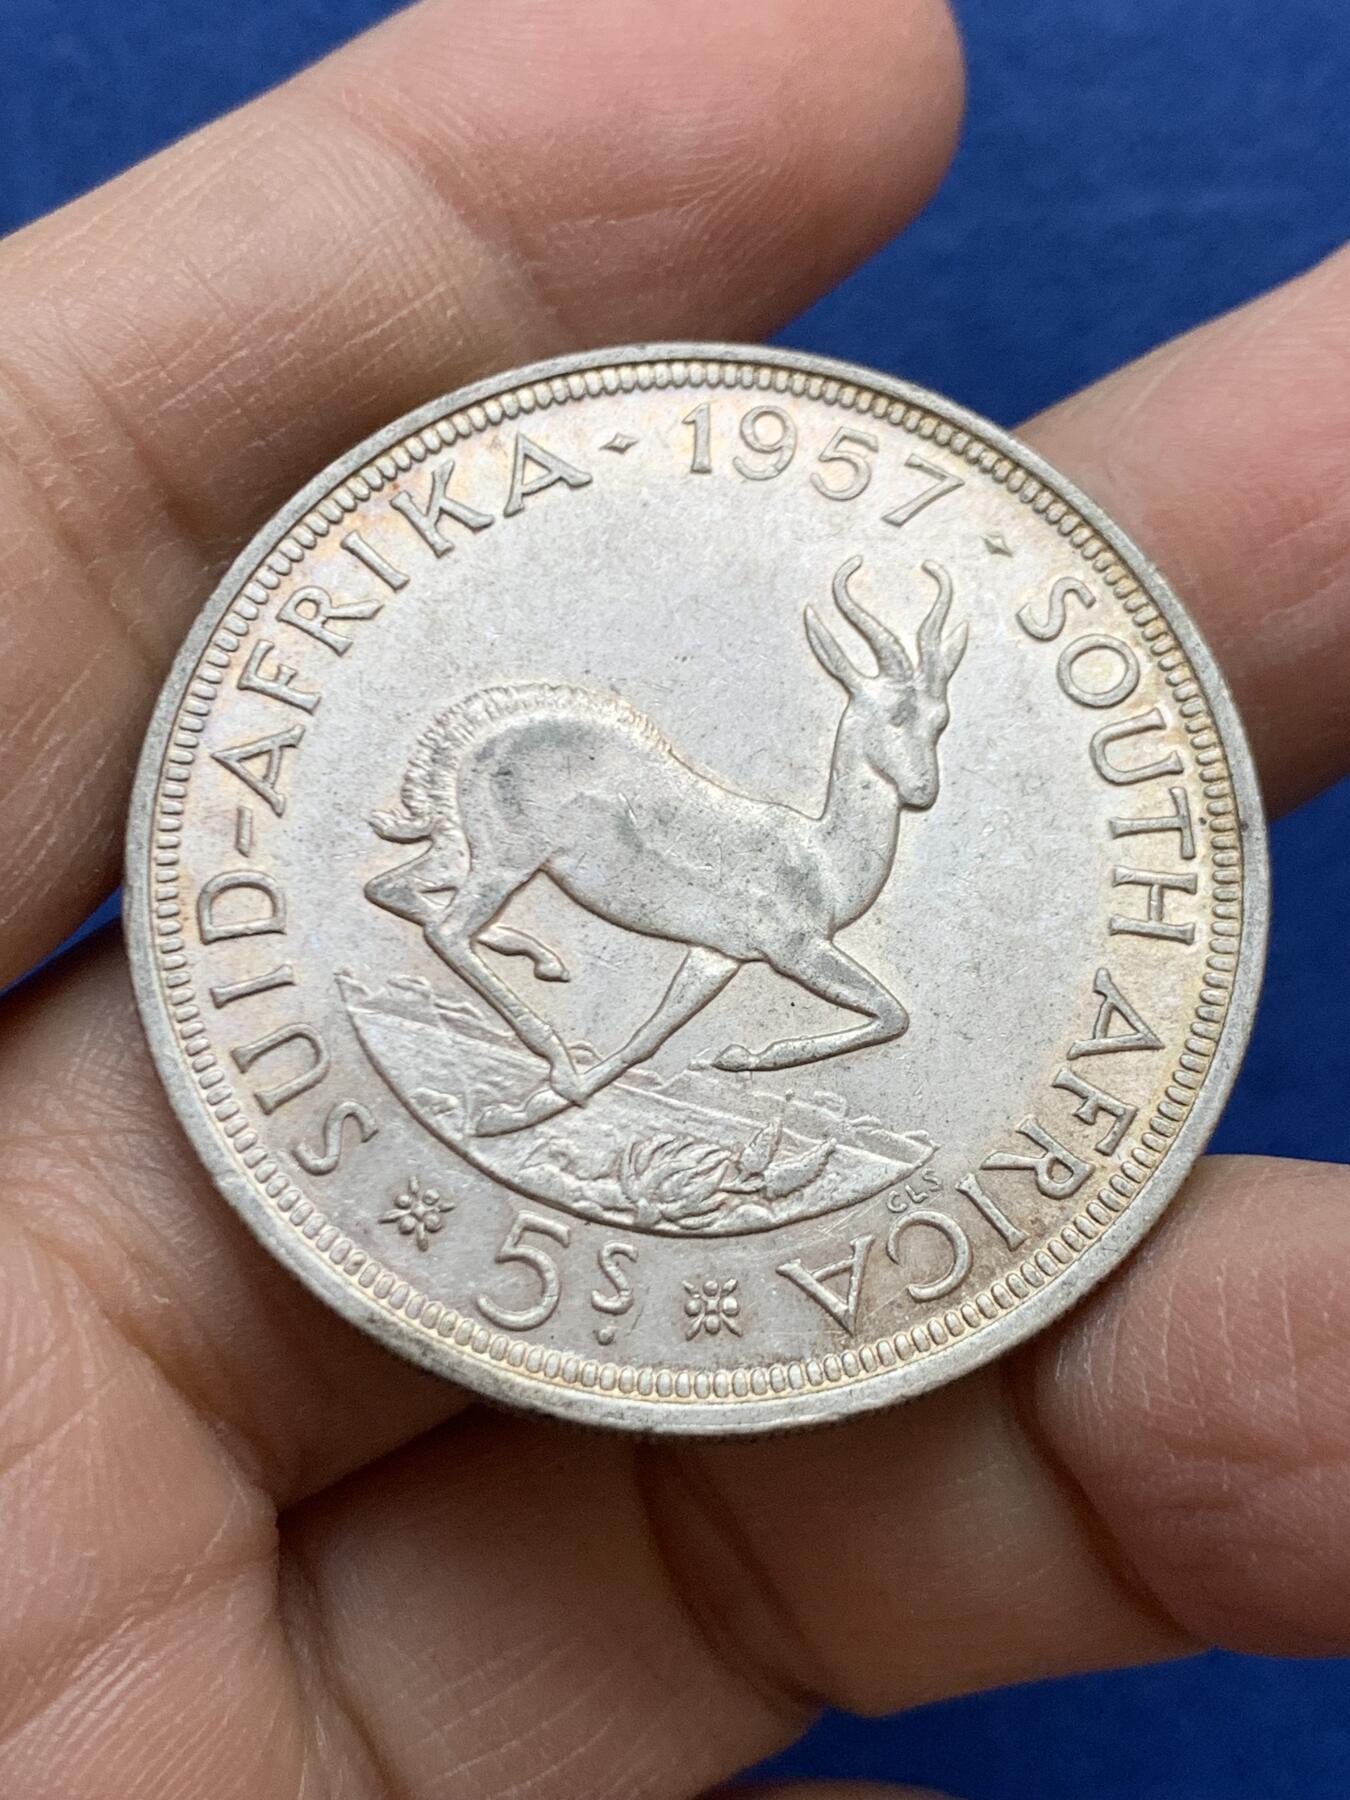 SUID-AFRIKA · 1957 · SOUTH AFRICA
5s
CLS